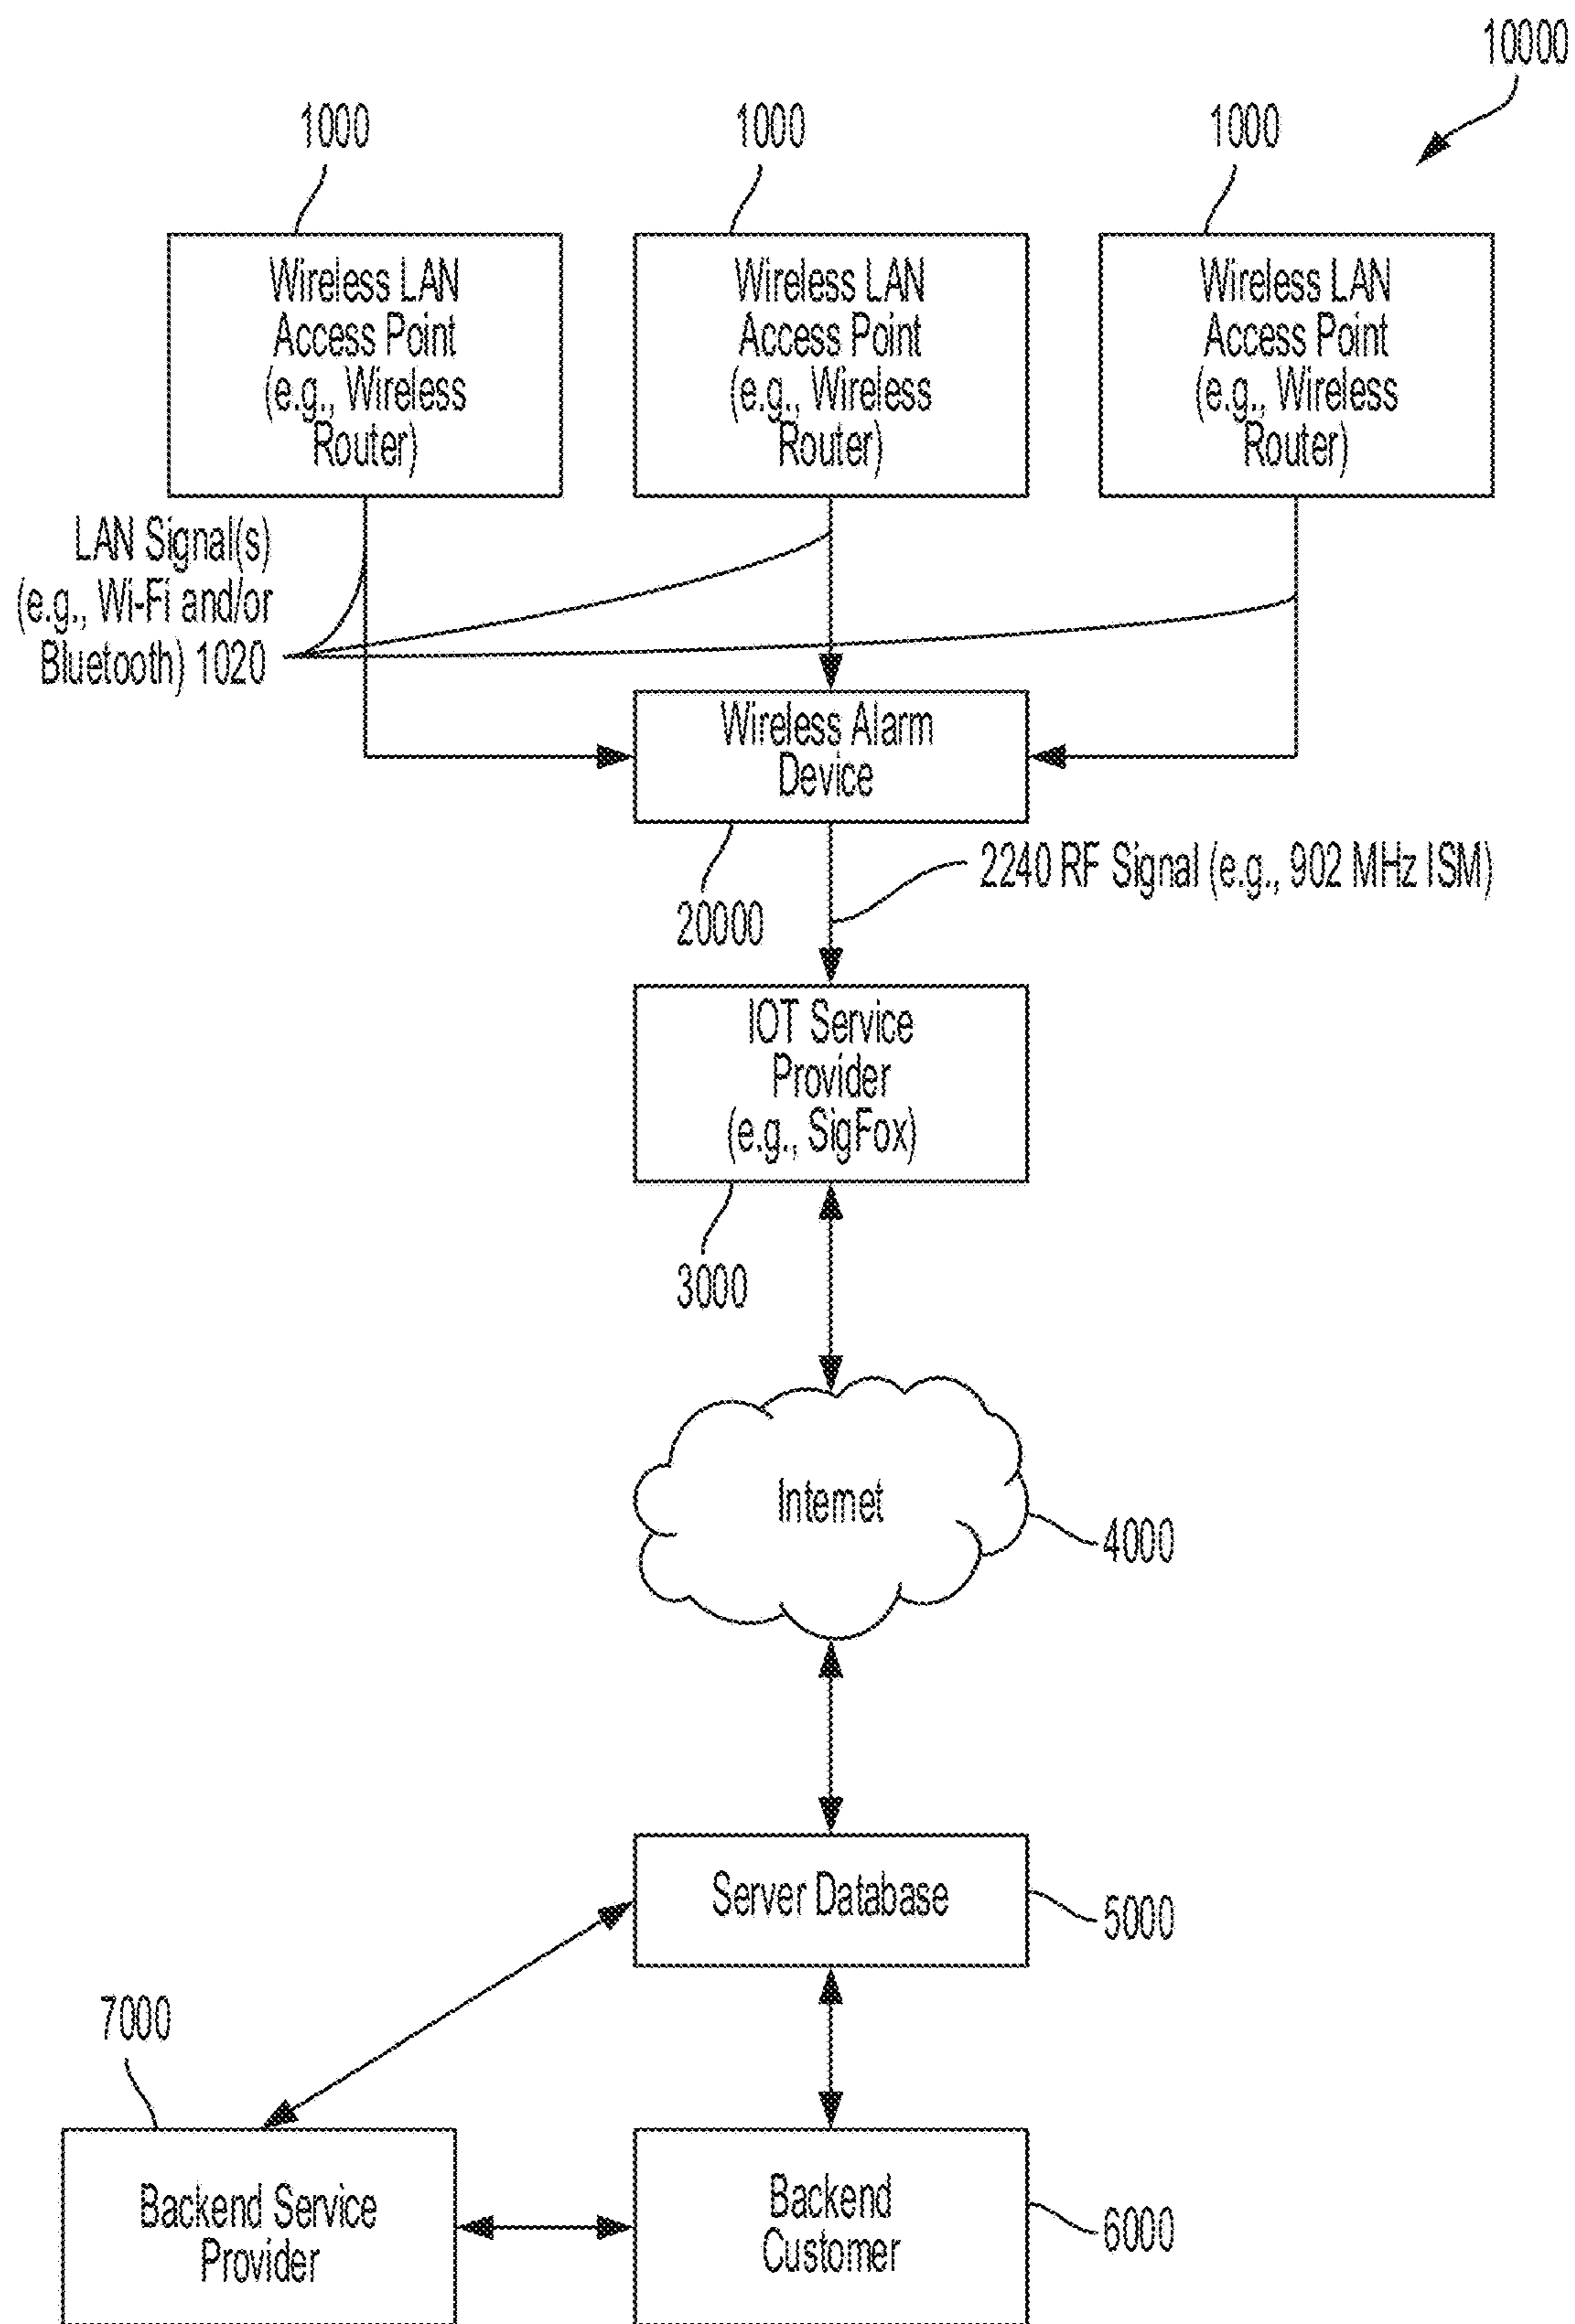 10000
1000
1000
1000
Wireless LAN
Access Point
(e.g., Wireless
Router)
Wireless LAN
Access Point
(e.g., Wireless
Router)
Wireless LAN
Access Point
(e.g., Wireless
Router)
LAN Signal(s)
(e.g., Wi-Fi and/or
Bluetooth) 1020
Wireless Alarm
Device
2240 RF Signal (e.g., 902 MHz ISM)
20000
IOT Service
Provider
(e.g., SigFox)
3000
Internet
4000
Server Database
5000
7000
Backend Service
Provider
Backend
Customer
6000